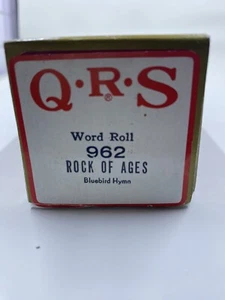 Q·R·S
®
Word Roll
962
ROCK OF AGES
Bluebird Hymn